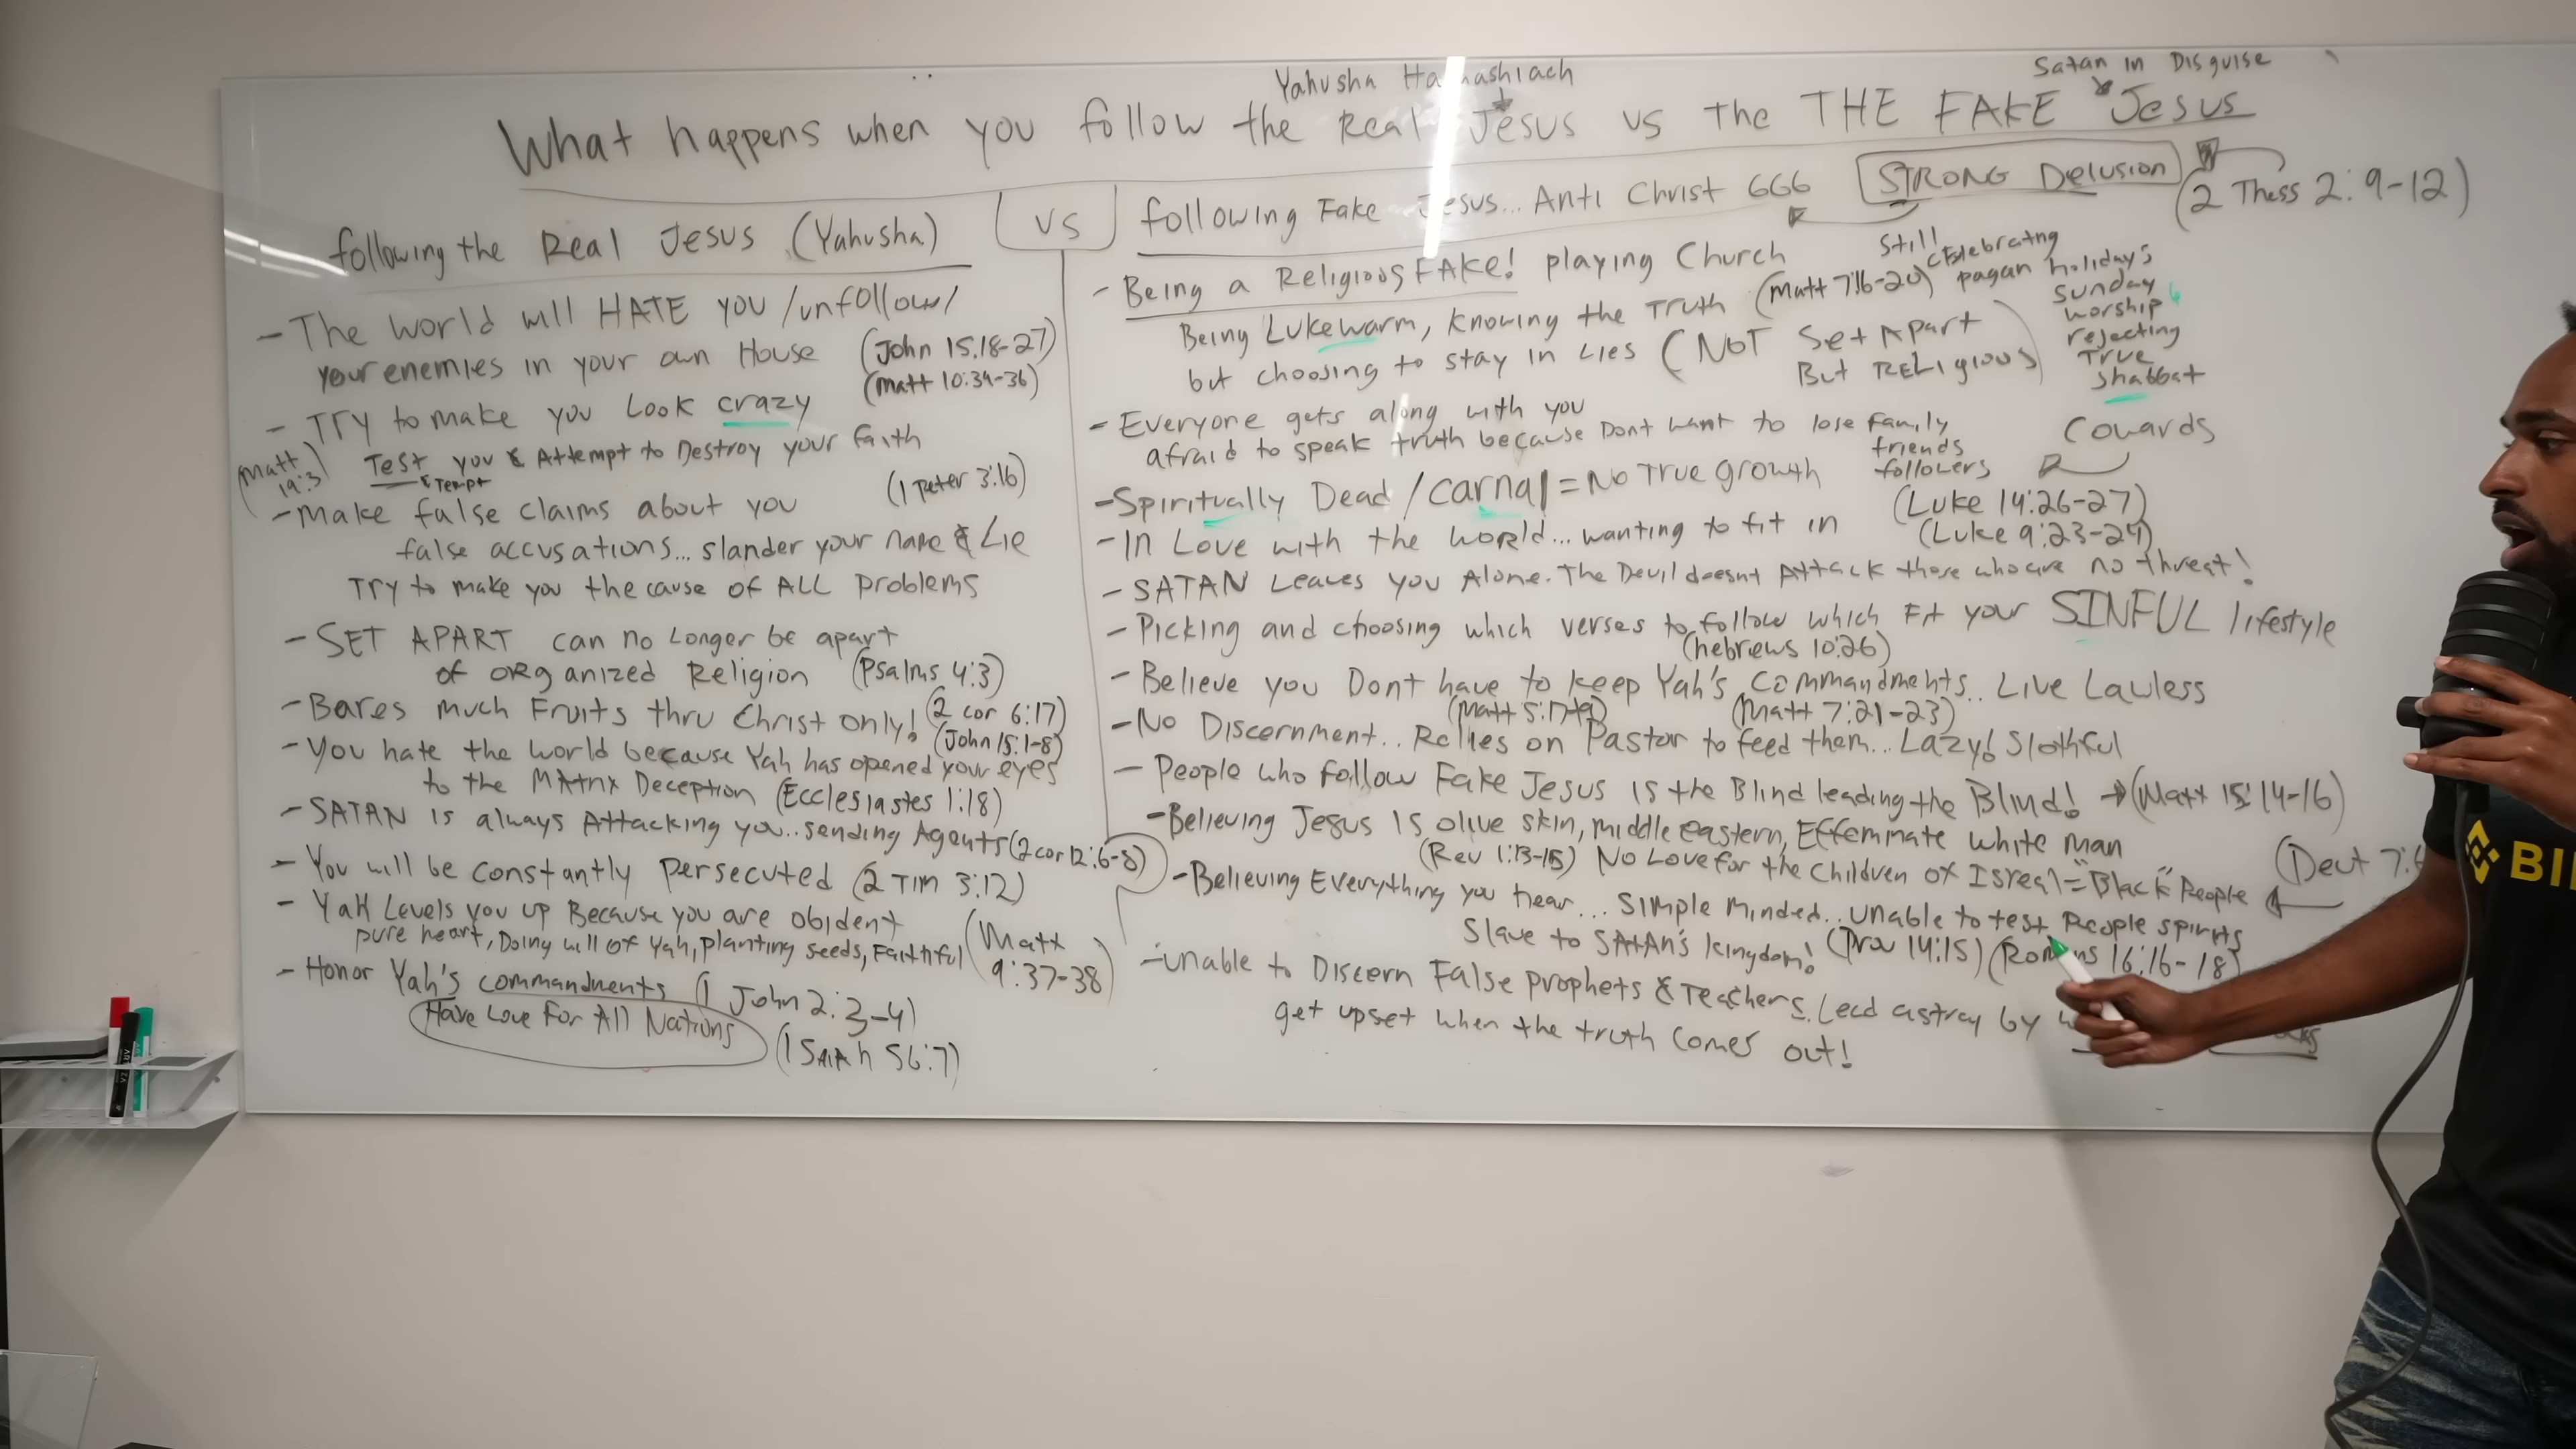 Yahusha Ha ashiach
Satan in Disguise
What happens when you follow the Real Jesus vs The THE FAKE Jesus
following the Real Jesus (Yahusha)
- The World will HATE you /unfollow/
your enemies in your own House (John 15:18-27)
(Matt 10:34-36)
- TRY to make you Look crazy
(Matt 19:3)
Test you & Attempt to Destroy your faith
& Tempt
(1 Peter 3:16)
- Make false claims about you
false accusations... slander your name & Lie
TRY to make you the cause of ALL Problems
- SET APART can no Longer be apart
of ORganized Religion (Psalms 4:3)
(2 cor 6:17)
- Bares much Fruits thru Christ only!
(John 15:1-8)
- You hate the world because Yah has opened your eyes
to the MAtrix Deception (Ecclesiastes 1:18)
- SATAN is always Attacking you..sending Agents (2 cor 12:6-8)
- You will be constantly persecuted (2 TIM 3:12)
- YaH Levels you up Because you are obident
pure heart, Doing will of Yah, planting seeds, Faithful (Matt
9:37-38)
- Honor Yah's commandments (1 John 2:3-4)
Have Love For All Nations
(ISAIAh 56:7)
VS
following Fake Jesus... Anti Christ 666
STRONG Delusion
(2 Thess 2:9-12)
- Being a Religious FAKE! playing Church
(Matt 7:16-20)
Still celebratng
pagan holiday's
Sunday
worship
rejecting
True
shabbat
Being Lukewarm, knowing the Truth
but choosing to stay in Lies (NOT Set Apart
But RELIgious)
- Everyone gets along with you
afraid to speak truth because Dont want to lose Family
friends
followers
Cowards
(Luke 14:26-27)
(Luke 9:23-24)
- Spiritually Dead /carnal = No True growth
- In Love with the world... wanting to fit in
- SATAN Leaves you Alone. The Devil doesnt Attack those who are no threat!
- Picking and choosing which verses to follow which Fit your SINFUL lifestyle
(hebrews 10:26)
- Believe you Dont have to keep Yah's commandments.. Live Lawless
(Matt 5:17-19) (Matt 7:21-23)
- No Discernment.. Relies on Pastor to feed them... Lazy! Slothful
- People who follow Fake Jesus is the Blind leading the Blind! → (Matt 15:14-16)
- Believing Jesus is olive skin, middle eastern, Effemmate white man
(Rev 1:13-15) No Love for the Children of Isreal = "Black" People
(Deut 7:6
- Believing Everything you hear... Simple minded.. unable to test People spirits
Slave to SAtAn's kingdom! (Prov 14:15) (Romans 16:16-18)
- unable to Discern False prophets & Teachers. Lead astray by
get upset when the truth comes out!
BI